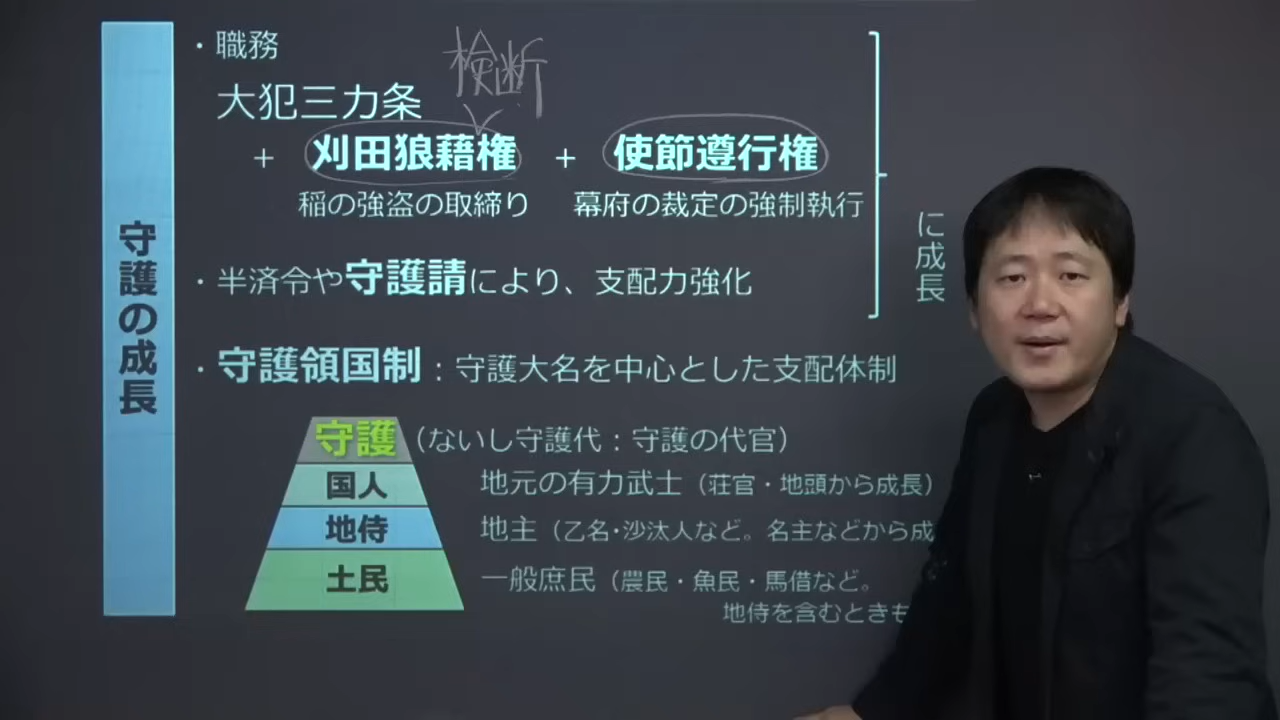 守護の成長
・職務
検断
大犯三カ条
+ 刈田狼藉権 + 使節遵行権
稲の強盗の取締り 幕府の裁定の強制執行
・半済令や守護請により、支配力強化
に成長
・守護領国制：守護大名を中心とした支配体制
守護（ないし守護代：守護の代官）
国人 地元の有力武士（荘官・地頭から成長）
地侍 地主（乙名・沙汰人など。名主などから成
土民 一般庶民（農民・魚民・馬借など。
地侍を含むときも